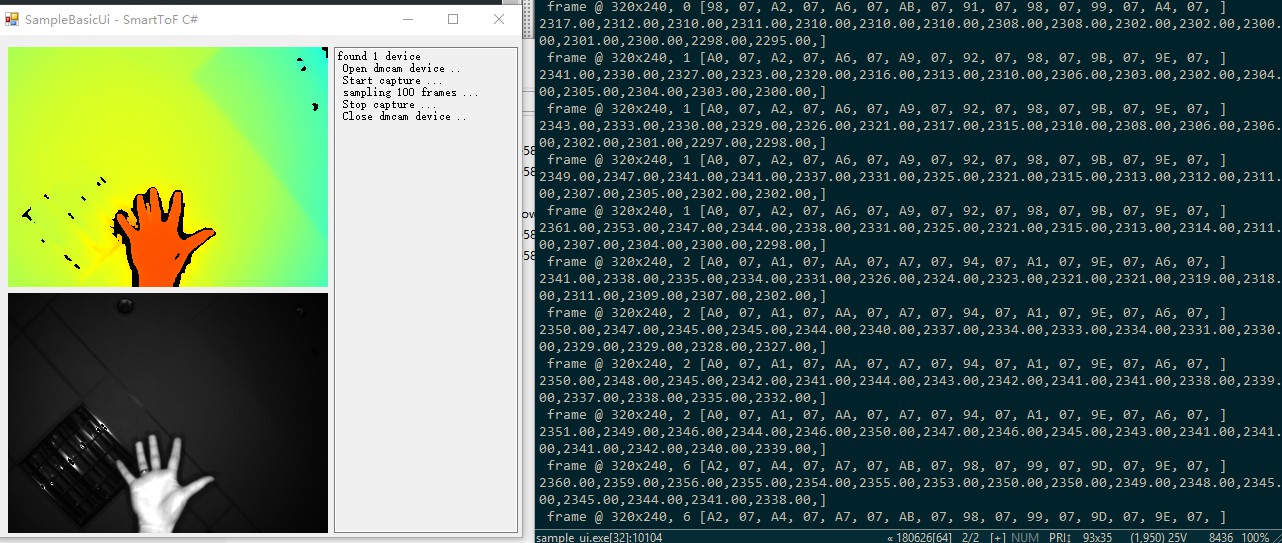 SampleBasicUi - SmartToF C#
found 1 device
Open dmcam device ..
Start capture ...
sampling 100 frames ...
Stop capture ...
Close dmcam device ..
58
58
ow
58
58
frame @ 320x240, 0 [98, 07, A2, 07, A6, 07, AB, 07, 91, 07, 98, 07, 99, 07, A4, 07, ]
2317.00,2312.00,2310.00,2311.00,2310.00,2310.00,2310.00,2308.00,2308.00,2302.00,2302.00,2300.
00,2301.00,2300.00,2298.00,2295.00,]
frame @ 320x240, 1 [A0, 07, A2, 07, A6, 07, A9, 07, 92, 07, 98, 07, 9B, 07, 9E, 07, ]
2341.00,2330.00,2327.00,2323.00,2320.00,2316.00,2313.00,2310.00,2306.00,2303.00,2302.00,2304.
00,2305.00,2304.00,2303.00,2300.00,]
frame @ 320x240, 1 [A0, 07, A2, 07, A6, 07, A9, 07, 92, 07, 98, 07, 9B, 07, 9E, 07, ]
2343.00,2333.00,2330.00,2329.00,2326.00,2321.00,2317.00,2315.00,2310.00,2308.00,2306.00,2306.
00,2302.00,2301.00,2297.00,2298.00,]
frame @ 320x240, 1 [A0, 07, A2, 07, A6, 07, A9, 07, 92, 07, 98, 07, 9B, 07, 9E, 07, ]
2349.00,2347.00,2341.00,2341.00,2337.00,2331.00,2325.00,2321.00,2315.00,2313.00,2312.00,2311.
00,2307.00,2305.00,2302.00,2302.00,]
frame @ 320x240, 1 [A0, 07, A2, 07, A6, 07, A9, 07, 92, 07, 98, 07, 9B, 07, 9E, 07, ]
2361.00,2353.00,2347.00,2344.00,2338.00,2331.00,2325.00,2321.00,2315.00,2313.00,2314.00,2311.
00,2307.00,2304.00,2300.00,2298.00,]
frame @ 320x240, 2 [A0, 07, A1, 07, AA, 07, A7, 07, 94, 07, A1, 07, 9E, 07, A6, 07, ]
2341.00,2338.00,2335.00,2334.00,2331.00,2326.00,2324.00,2323.00,2321.00,2321.00,2319.00,2318.
00,2311.00,2309.00,2307.00,2302.00,]
frame @ 320x240, 2 [A0, 07, A1, 07, AA, 07, A7, 07, 94, 07, A1, 07, 9E, 07, A6, 07, ]
2350.00,2347.00,2345.00,2345.00,2344.00,2340.00,2337.00,2334.00,2333.00,2334.00,2331.00,2330.
00,2329.00,2329.00,2328.00,2327.00,]
frame @ 320x240, 2 [A0, 07, A1, 07, AA, 07, A7, 07, 94, 07, A1, 07, 9E, 07, A6, 07, ]
2350.00,2348.00,2345.00,2342.00,2341.00,2344.00,2343.00,2342.00,2341.00,2341.00,2338.00,2339.
00,2337.00,2338.00,2335.00,2332.00,]
frame @ 320x240, 2 [A0, 07, A1, 07, AA, 07, A7, 07, 94, 07, A1, 07, 9E, 07, A6, 07, ]
2351.00,2349.00,2346.00,2344.00,2346.00,2350.00,2347.00,2346.00,2345.00,2343.00,2341.00,2341.
00,2341.00,2342.00,2340.00,2339.00,]
frame @ 320x240, 6 [A2, 07, A4, 07, A7, 07, AB, 07, 98, 07, 99, 07, 9D, 07, 9E, 07, ]
2360.00,2359.00,2356.00,2355.00,2354.00,2355.00,2353.00,2350.00,2350.00,2349.00,2348.00,2345.
00,2345.00,2344.00,2341.00,2338.00,]
frame @ 320x240, 6 [A2, 07, A4, 07, A7, 07, AB, 07, 98, 07, 99, 07, 9D, 07, 9E, 07, ]
sample_ui.exe[32]:10104 « 180626[64] 2/2 [+] NUM PRI↕ 93x35 (1,950) 25V 8436 100%